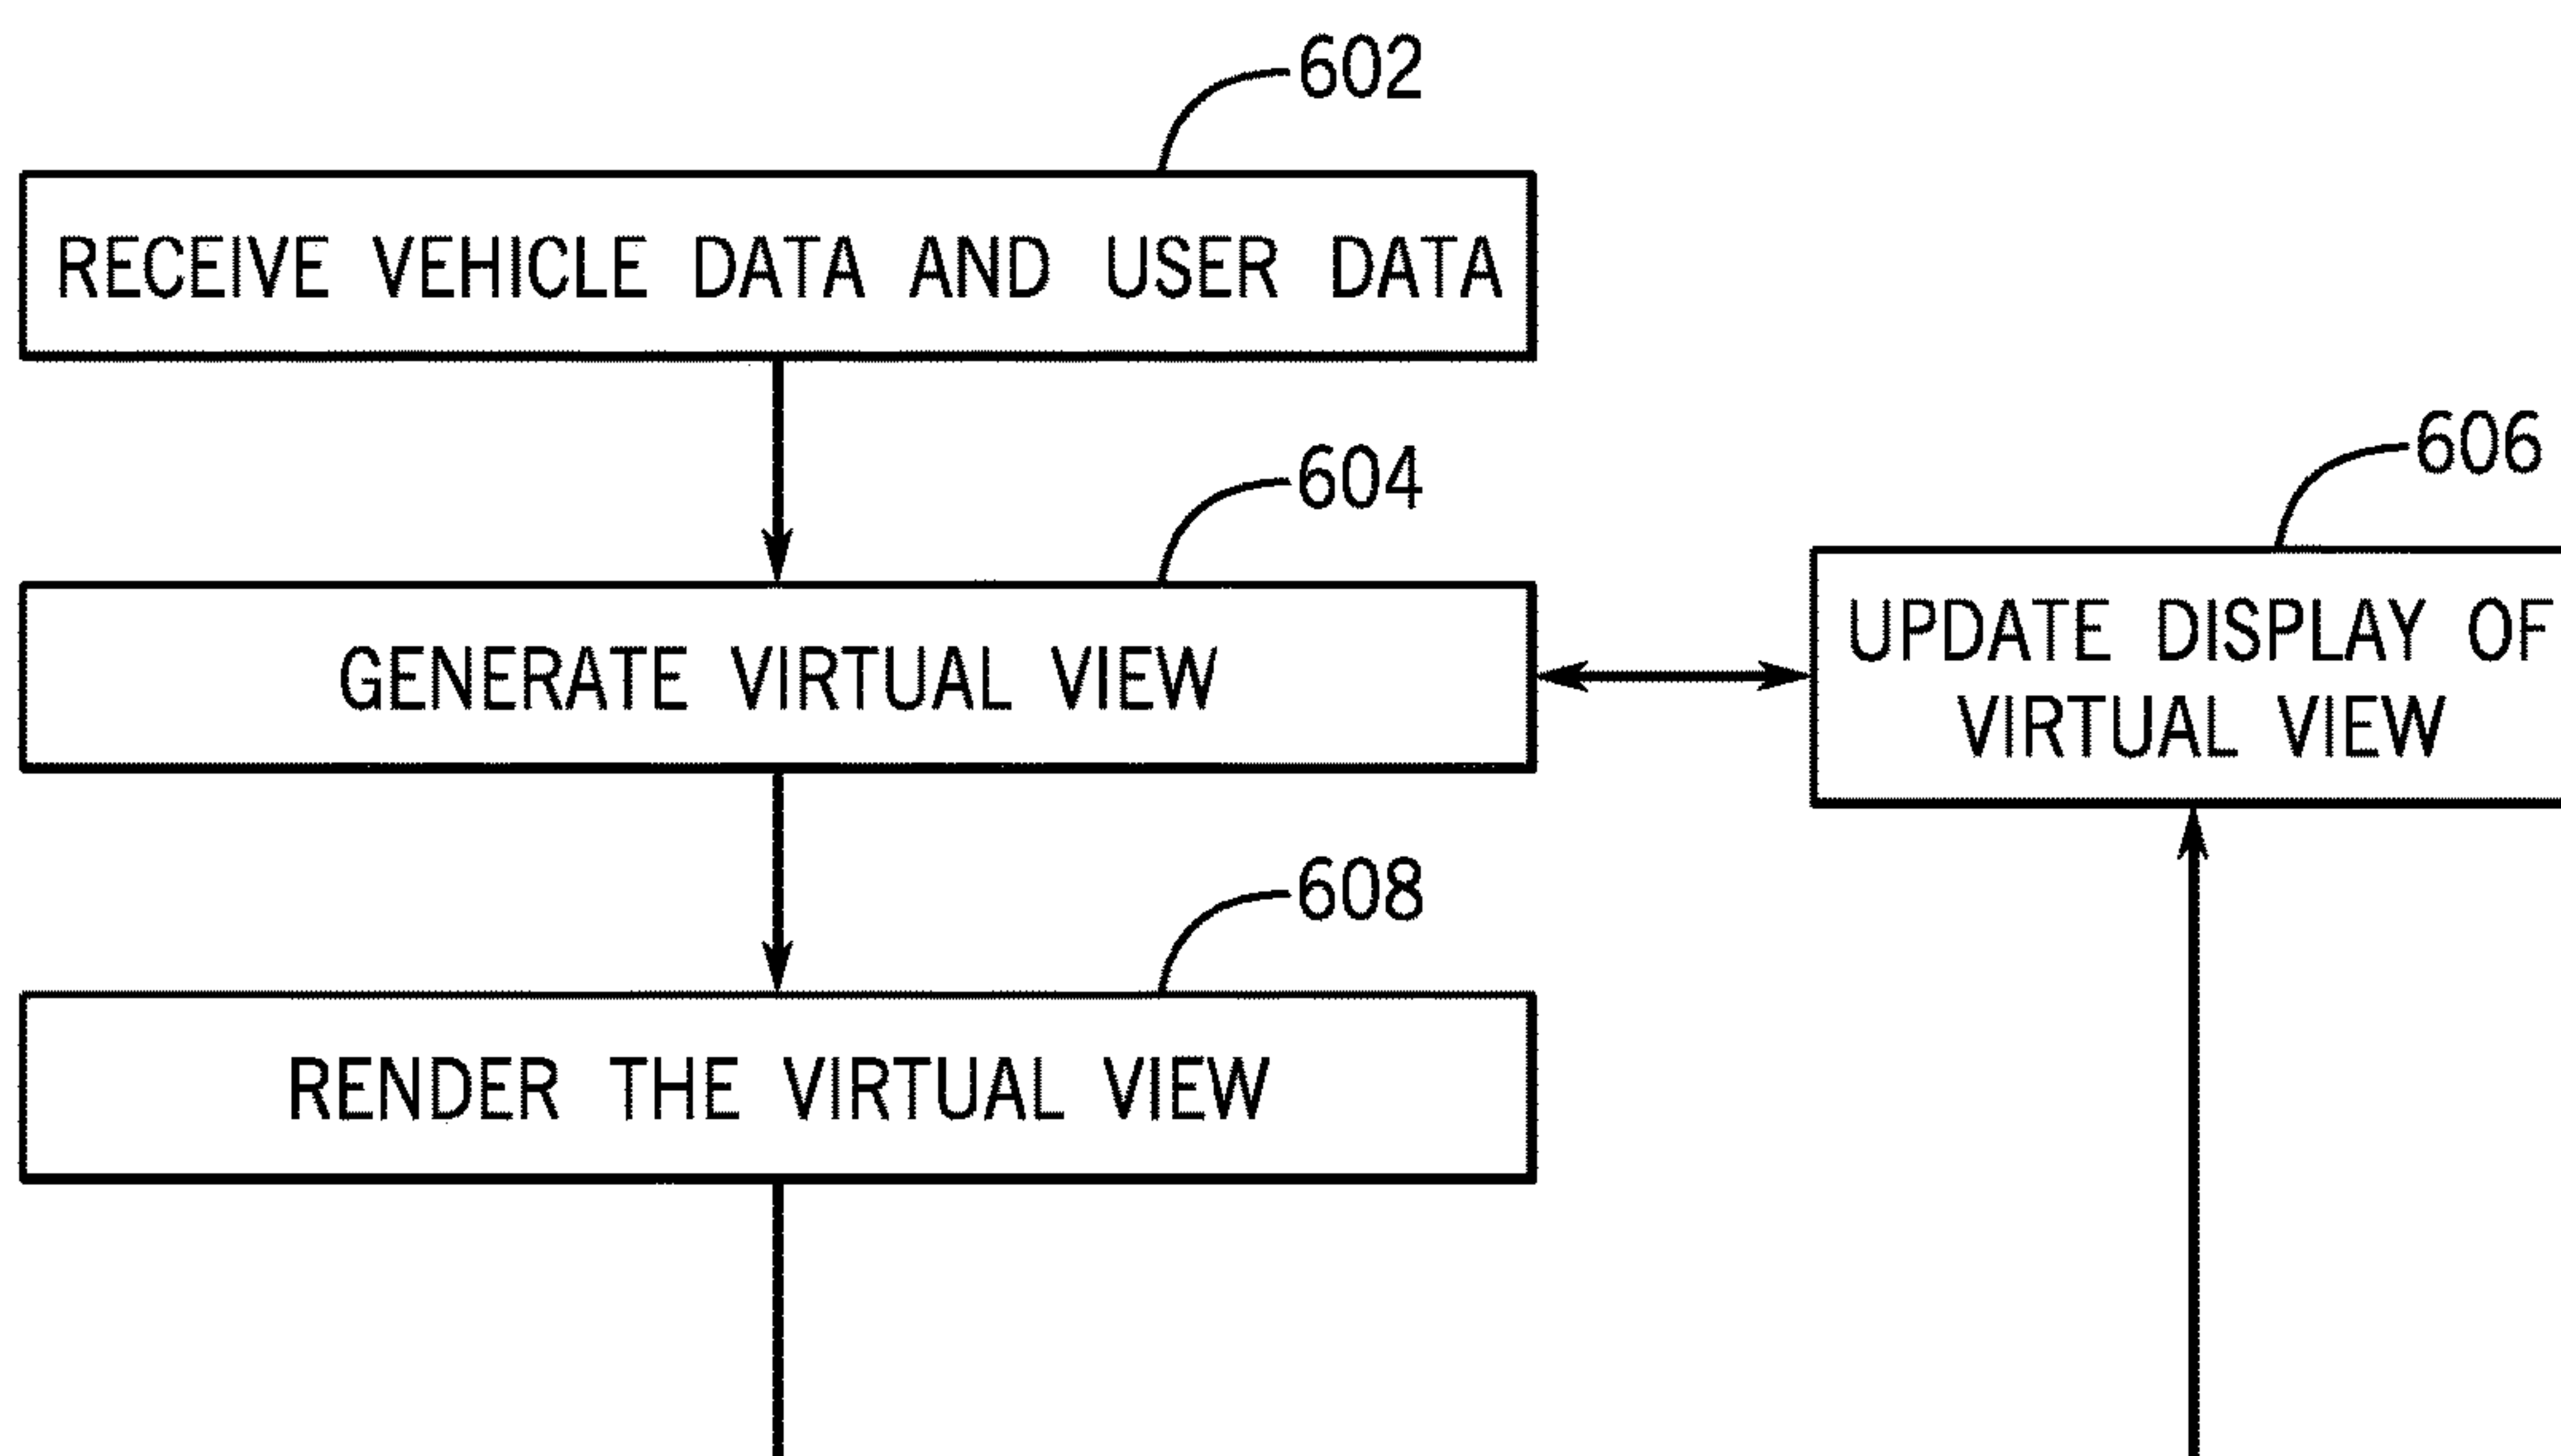 602
RECEIVE VEHICLE DATA AND USER DATA
604
GENERATE VIRTUAL VIEW
606
UPDATE DISPLAY OF
VIRTUAL VIEW
608
RENDER THE VIRTUAL VIEW